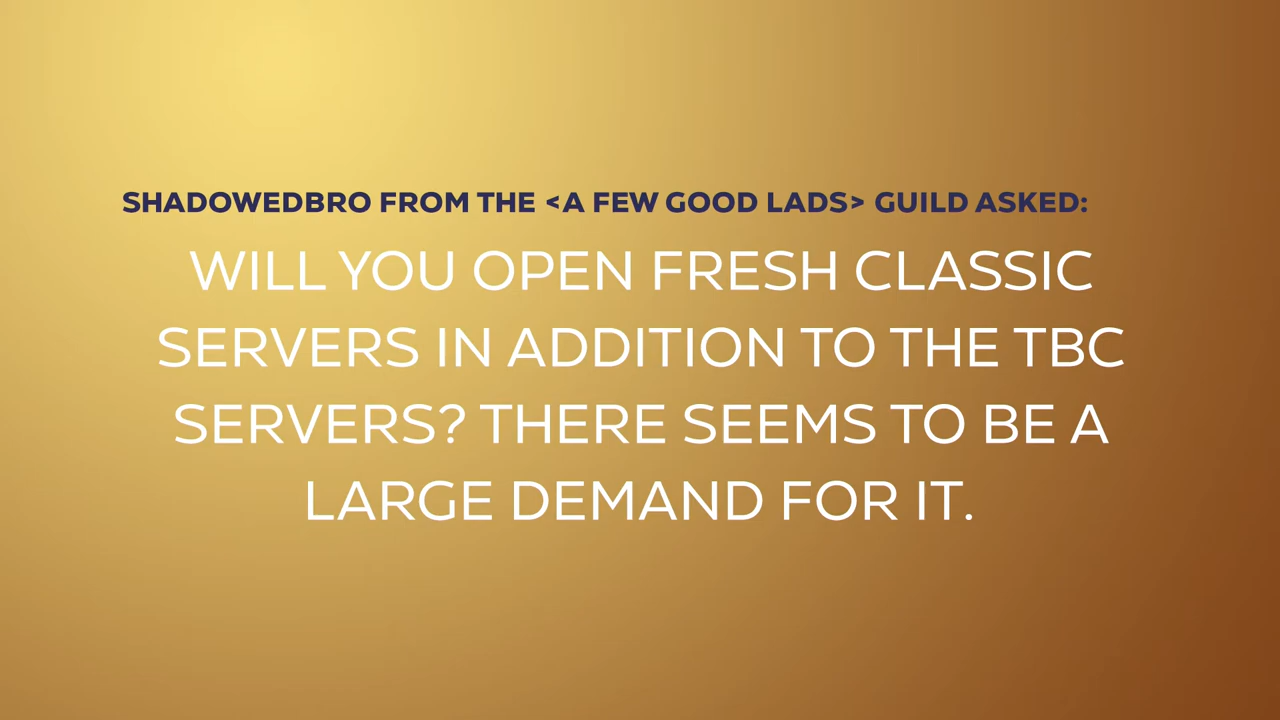 SHADOWEDBRO FROM THE <A FEW GOOD LADS> GUILD ASKED:
WILL YOU OPEN FRESH CLASSIC
SERVERS IN ADDITION TO THE TBC
SERVERS? THERE SEEMS TO BE A
LARGE DEMAND FOR IT.